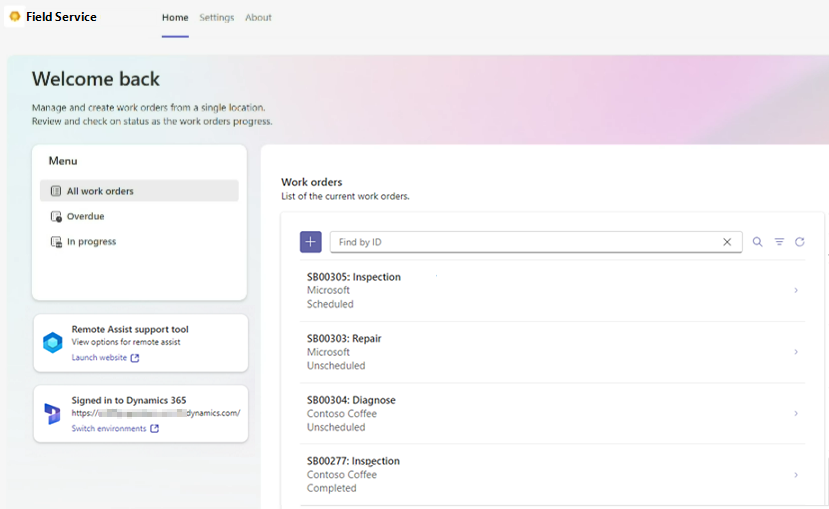 Field Service
Home Settings About
Welcome back
Manage and create work orders from a single location.
Review and check on status as the work orders progress.
Menu
All work orders
Overdue
In progress
Remote Assist support tool
View options for remote assist
Launch website
Signed in to Dynamics 365
https:// dynamics.com/
Switch environments
Work orders
List of the current work orders.
Find by ID
SB00305: Inspection
Microsoft
Scheduled
SB00303: Repair
Microsoft
Unscheduled
SB00304: Diagnose
Contoso Coffee
Unscheduled
SB00277: Inspection
Contoso Coffee
Completed